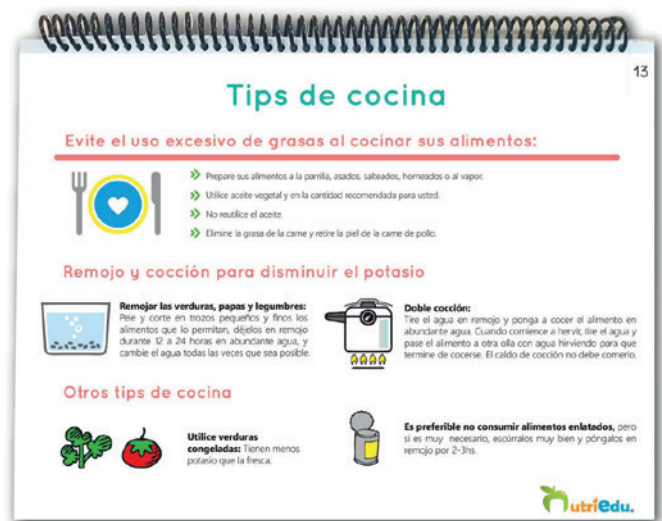 13
Tips de cocina
Evite el uso excesivo de grasas al cocinar sus alimentos:
Prepare sus alimentos a la parrilla, asados, salteados, horneados o al vapor.
Utilice aceite vegetal y en la cantidad recomendada para usted.
No reutilice el aceite.
Elimine la grasa de la carne y retire la piel de la carne de pollo.
Remojo y cocción para disminuir el potasio
Remojar las verduras, papas y legumbres:
Pele y corte en trozos pequeños y finos los
alimentos que lo permitan, déjelos en remojo
durante 12 a 24 horas en abundante agua, y
cambie el agua todas las veces que sea posible.
Doble cocción:
Tire el agua en remojo y ponga a cocer el alimento en
abundante agua. Cuando comience a hervir, tire el agua y
pase el alimento a otra olla con agua hirviendo para que
termine de cocerse. El caldo de cocción no debe comerlo.
Otros tips de cocina
Utilice verduras
congeladas: Tienen menos
potasio que la fresca.
Es preferible no consumir alimentos enlatados, pero
si es muy necesario, escúrralos muy bien y póngalos en
remojo por 2-3hs.
nutriEdu.